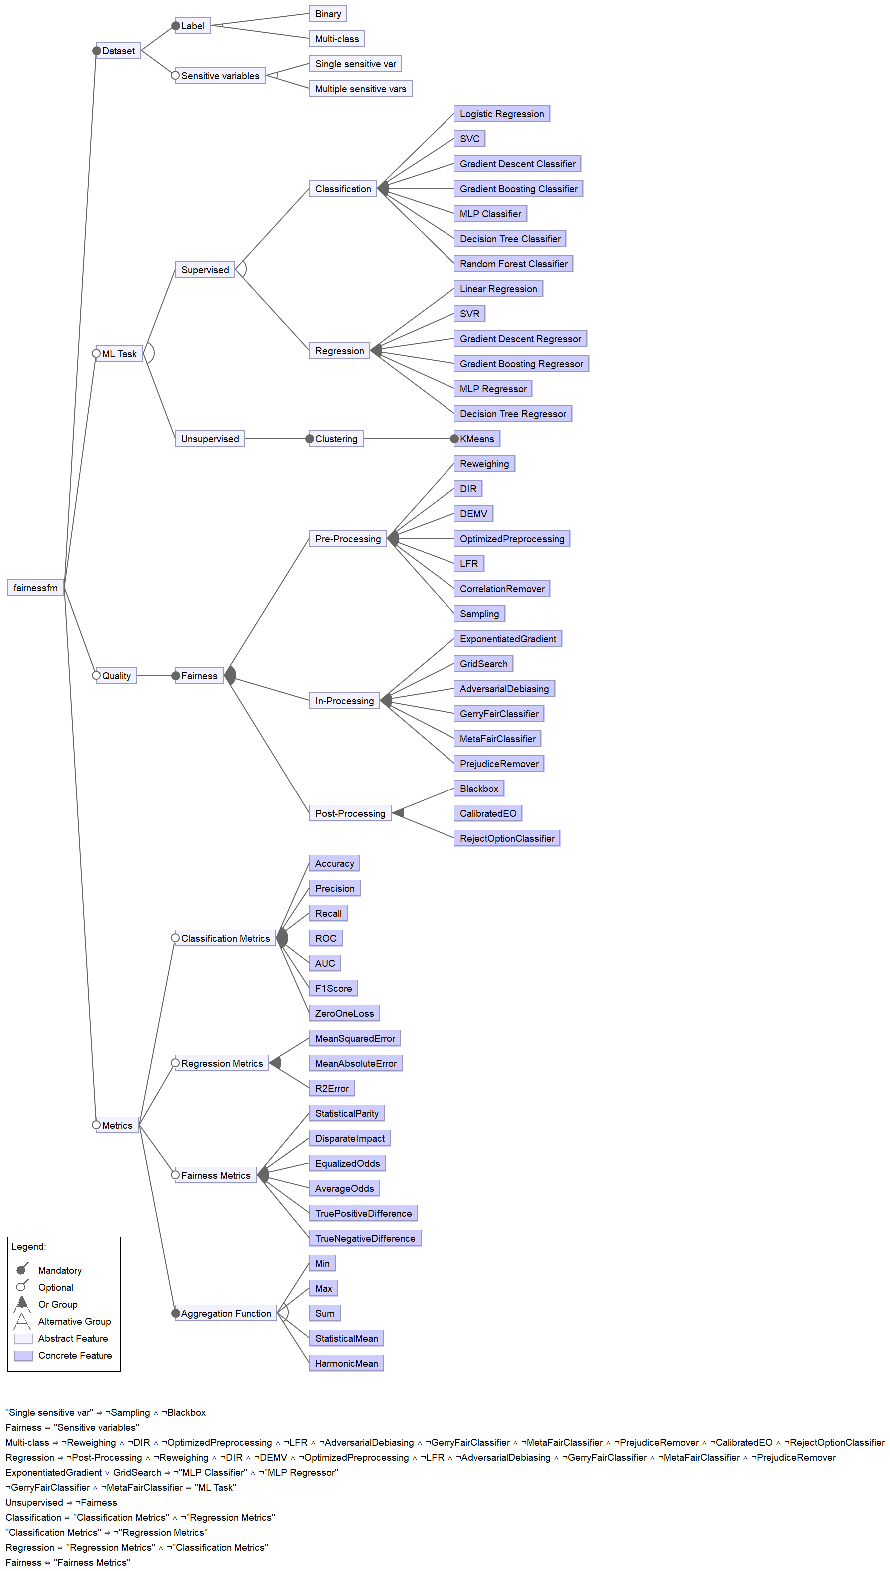 Binary
Label
Multi-class
Dataset
Single sensitive var
Sensitive variables
Multiple sensitive vars
Logistic Regression
SVC
Gradient Descent Classifier
Classification
Gradient Boosting Classifier
MLP Classifier
Decision Tree Classifier
Random Forest Classifier
Supervised
Linear Regression
SVR
Gradient Descent Regressor
Regression
ML Task
Gradient Boosting Regressor
MLP Regressor
Decision Tree Regressor
Unsupervised
Clustering
KMeans
Reweighing
DIR
DEMV
Pre-Processing
OptimizedPreprocessing
LFR
CorrelationRemover
Sampling
fairnessfm
ExponentiatedGradient
GridSearch
Quality
Fairness
AdversarialDebiasing
In-Processing
GerryFairClassifier
MetaFairClassifier
PrejudiceRemover
Blackbox
Post-Processing
CalibratedEO
RejectOptionClassifier
Accuracy
Precision
Recall
Classification Metrics
ROC
AUC
F1Score
ZeroOneLoss
MeanSquaredError
Regression Metrics
MeanAbsoluteError
R2Error
StatisticalParity
Metrics
DisparateImpact
EqualizedOdds
Fairness Metrics
AverageOdds
TruePositiveDifference
TrueNegativeDifference
Min
Max
Aggregation Function
Sum
StatisticalMean
HarmonicMean
Legend:
Mandatory
Optional
Or Group
Alternative Group
Abstract Feature
Concrete Feature
"Single sensitive var" ⇒ ¬Sampling ∧ ¬Blackbox
Fairness ⇔ "Sensitive variables"
Multi-class ⇒ ¬Reweighing ∧ ¬DIR ∧ ¬OptimizedPreprocessing ∧ ¬LFR ∧ ¬AdversarialDebiasing ∧ ¬GerryFairClassifier ∧ ¬MetaFairClassifier ∧ ¬PrejudiceRemover ∧ ¬CalibratedEO ∧ ¬RejectOptionClassifier
Regression ⇒ ¬Post-Processing ∧ ¬Reweighing ∧ ¬DIR ∧ ¬DEMV ∧ ¬OptimizedPreprocessing ∧ ¬LFR ∧ ¬AdversarialDebiasing ∧ ¬GerryFairClassifier ∧ ¬MetaFairClassifier ∧ ¬PrejudiceRemover
ExponentiatedGradient ∨ GridSearch ⇒ ¬"MLP Classifier" ∧ ¬"MLP Regressor"
¬GerryFairClassifier ∧ ¬MetaFairClassifier ⇔ "ML Task"
Unsupervised ⇒ ¬Fairness
Classification ⇔ "Classification Metrics" ∧ ¬"Regression Metrics"
"Classification Metrics" ⇒ ¬"Regression Metrics"
Regression ⇔ "Regression Metrics" ∧ ¬"Classification Metrics"
Fairness ⇔ "Fairness Metrics"